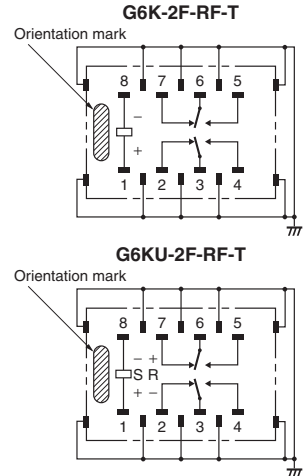 G6K-2F-RF-T
Orientation mark
8 7 6 5
−
+
1 2 3 4
G6KU-2F-RF-T
Orientation mark
8 7 6 5
− +
S R
+ −
1 2 3 4